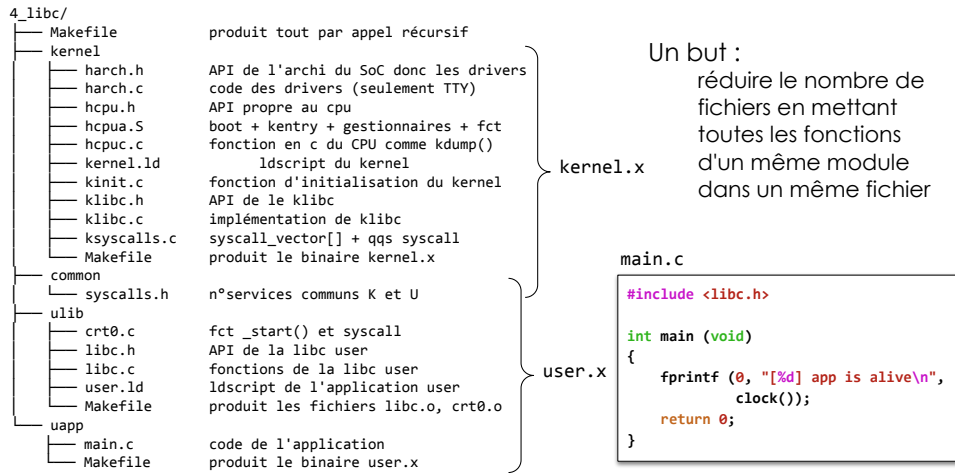 4_libc/
├── Makefile produit tout par appel récursif
├── kernel
│ ├── harch.h API de l'archi du SoC donc les drivers
│ ├── harch.c code des drivers (seulement TTY)
│ ├── hcpu.h API propre au cpu
│ ├── hcpua.S boot + kentry + gestionnaires + fct
│ ├── hcpuc.c fonction en c du CPU comme kdump()
│ ├── kernel.ld ldscript du kernel
│ ├── kinit.c fonction d'initialisation du kernel
│ ├── klibc.h API de le klibc
│ ├── klibc.c implémentation de klibc
│ ├── ksyscalls.c syscall_vector[] + qqs syscall
│ └── Makefile produit le binaire kernel.x
├── common
│ └── syscalls.h n°services communs K et U
├── ulib
│ ├── crt0.c fct _start() et syscall
│ ├── libc.h API de la libc user
│ ├── libc.c fonctions de la libc user
│ ├── user.ld ldscript de l'application user
│ └── Makefile produit les fichiers libc.o, crt0.o
└── uapp
├── main.c code de l'application
└── Makefile produit le binaire user.x
kernel.x
user.x
Un but :
réduire le nombre de
fichiers en mettant
toutes les fonctions
d'un même module
dans un même fichier
main.c
#include <libc.h>
int main (void)
{
fprintf (0, "[%d] app is alive\n",
clock());
return 0;
}